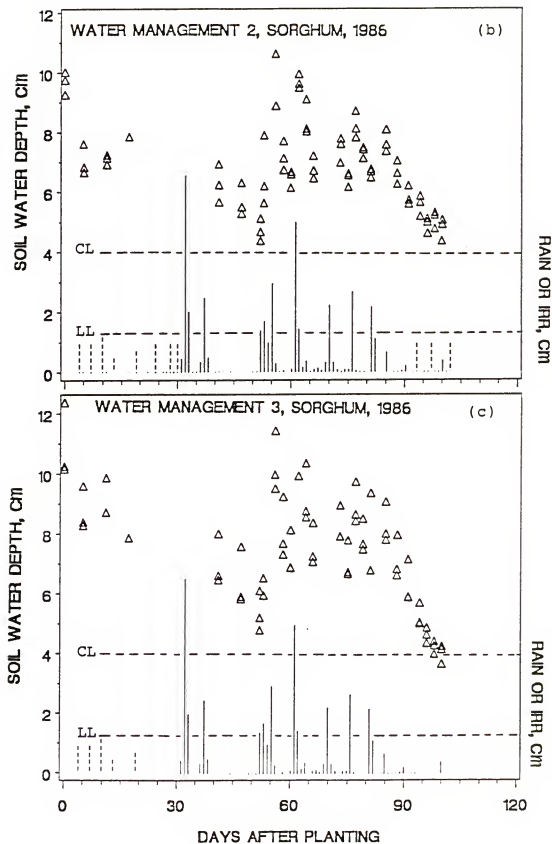 WATER MANAGEMENT 2, SORGHUM, 1986
(b)
12
10
8
6
4
2
0
SOIL WATER DEPTH, cm
CL
LL
RAIN OR IRR, cm
WATER MANAGEMENT 3, SORGHUM, 1986
(c)
12
10
8
6
4
2
0
SOIL WATER DEPTH, cm
CL
LL
RAIN OR IRR, cm
0 30 60 90 120
DAYS AFTER PLANTING